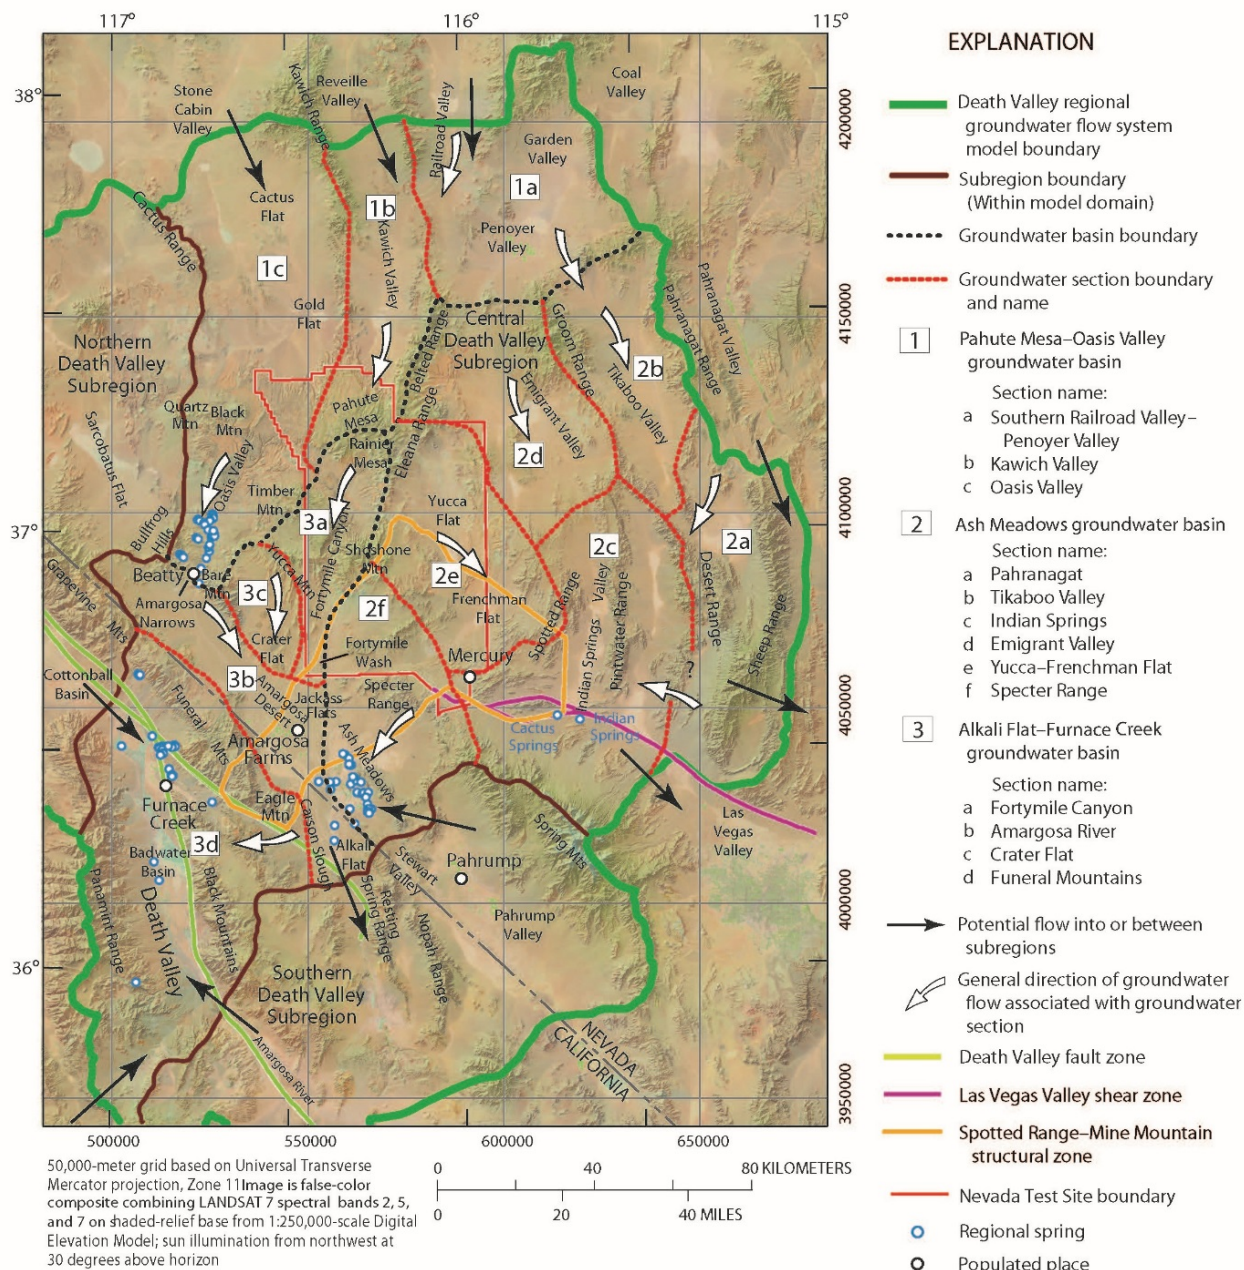 117°
116°
115°
38°
37°
36°
4200000
4150000
4100000
4050000
4000000
3950000
500000
550000
600000
650000
Stone
Cabin
Valley
Kawich Range
Reveille
Valley
Railroad Valley
Coal
Valley
Garden
Valley
1a
1b
1c
Cactus
Flat
Cactus Range
Kawich Valley
Penoyer
Valley
Gold
Flat
Northern
Death Valley
Subregion
Central
Death Valley
Subregion
Belted Range
Groom Range
Pahranagat Range
Pahranagat Valley
2b
Tikaboo Valley
Emigrant Valley
2d
Quartz
Mtn
Black
Mtn
Sarcobatus Flat
Pahute
Mesa
Rainier
Mesa
Eleana Range
Oasis Valley
Timber
Mtn
3a
Fortymile Canyon
Yucca
Flat
Bullfrog
Hills
Shoshone
Mtn
2c
2a
Beatty
Bare
Mtn
Yucca Mtn
3c
2e
2f
Frenchman
Flat
Spotted Range
Indian Springs
Valley
Pintwater Range
Desert Range
Sheep Range
Grapevine
Mts
Amargosa
Narrows
Crater
Flat
Fortymile
Wash
Mercury
?
Cottonball
Basin
3b
Funeral
Mts
Amargosa
Desert
Jackass
Flats
Specter
Range
Cactus
Springs
Indian
Springs
Amargosa
Farms
Ash Meadows
Furnace
Creek
Eagle
Mtn
Carson Slough
3d
Badwater
Basin
Alkali
Flat
Stewart
Valley
Pahrump
Spring Mts
Las
Vegas
Valley
Panamint Range
Death Valley
Black Mountains
Resting
Spring Range
Nopah Range
Pahrump
Valley
Southern
Death Valley
Subregion
Amargosa River
NEVADA
CALIFORNIA
50,000-meter grid based on Universal Transverse
Mercator projection, Zone 11Image is false-color
composite combining LANDSAT 7 spectral bands 2, 5,
and 7 on shaded-relief base from 1:250,000-scale Digital
Elevation Model; sun illumination from northwest at
30 degrees above horizon
0 40 80 KILOMETERS
0 20 40 MILES
EXPLANATION
Death Valley regional
groundwater flow system
model boundary
Subregion boundary
(Within model domain)
Groundwater basin boundary
Groundwater section boundary
and name
1 Pahute Mesa–Oasis Valley
groundwater basin
Section name:
a Southern Railroad Valley–
Penoyer Valley
b Kawich Valley
c Oasis Valley
2 Ash Meadows groundwater basin
Section name:
a Pahranagat
b Tikaboo Valley
c Indian Springs
d Emigrant Valley
e Yucca–Frenchman Flat
f Specter Range
3 Alkali Flat–Furnace Creek
groundwater basin
Section name:
a Fortymile Canyon
b Amargosa River
c Crater Flat
d Funeral Mountains
Potential flow into or between
subregions
General direction of groundwater
flow associated with groundwater
section
Death Valley fault zone
Las Vegas Valley shear zone
Spotted Range–Mine Mountain
structural zone
Nevada Test Site boundary
Regional spring
Populated place